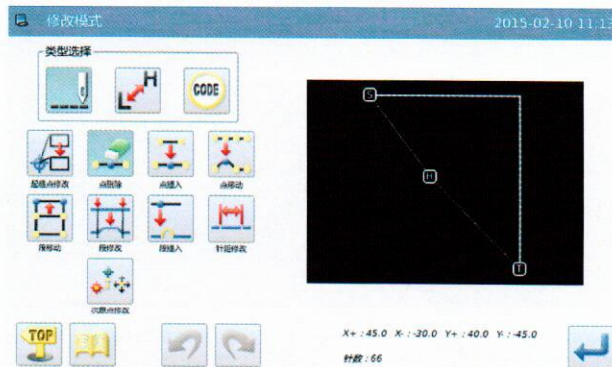 修改模式 2015-02-10 11:13
类型选择
L H
CODE
起缝点修改 点删除 点插入 点移动
段移动 段修改 段插入 针距修改
次原点修改
S
H
T
TOP
X+ : 45.0 X- : -30.0 Y+ : 40.0 Y- : -45.0
针数 : 66